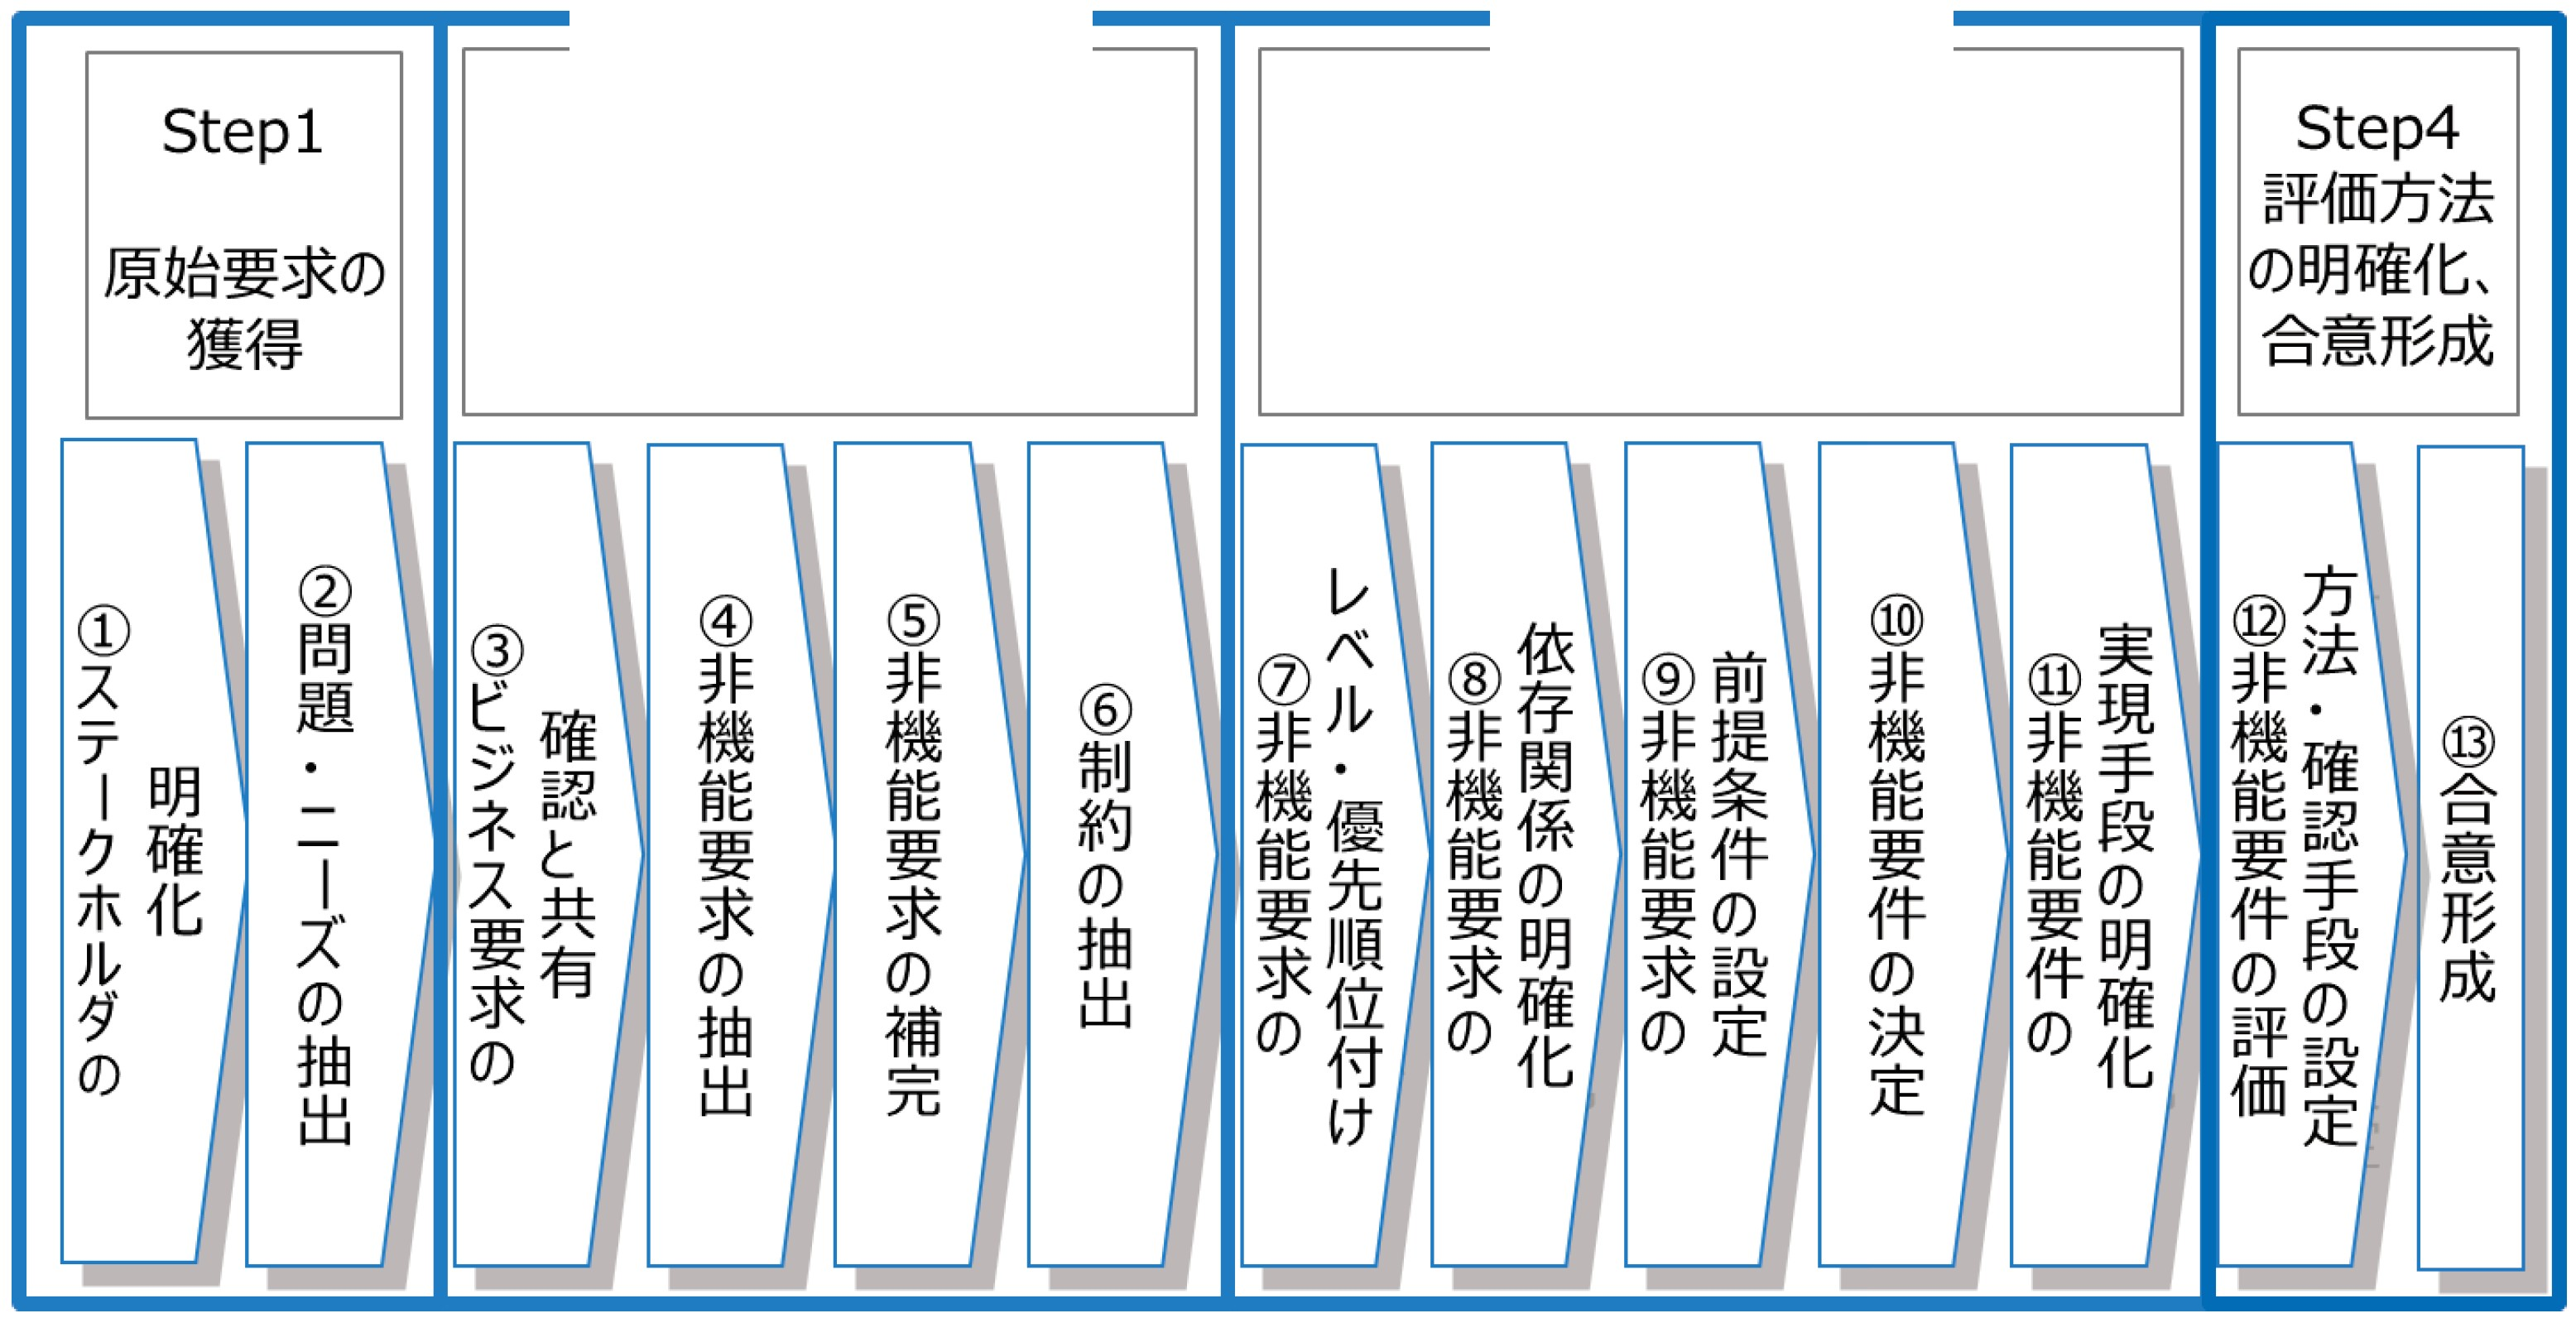 Step1
原始要求の
獲得
Step4
評価方法
の明確化、
合意形成
①ステークホルダの
明確化
②問題・ニーズの抽出
③ビジネス要求の
確認と共有
④非機能要求の抽出
⑤非機能要求の補完
⑥制約の抽出
⑦非機能要求の
レベル・優先順位付け
⑧非機能要求の
依存関係の明確化
⑨非機能要求の
前提条件の設定
⑩非機能要件の決定
⑪非機能要件の
実現手段の明確化
⑫非機能要件の評価
方法・確認手段の設定
⑬合意形成